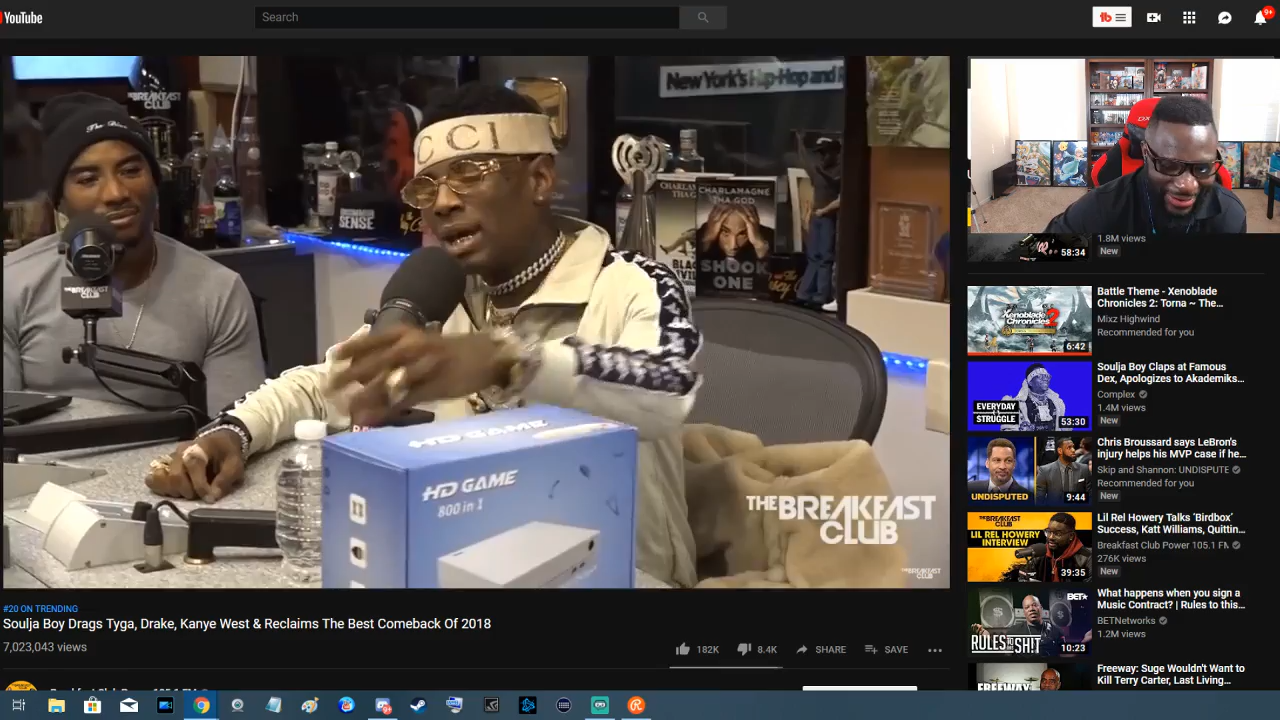 YouTube
Search
9+
THE BREAKFAST CLUB
New York's Hip-Hop and R
The Blea
CCI
SENSE
CHARLAMAGNE
THA GOD
SHOOK
ONE
BREAKFAST CLUB
HD GAME
HD GAME
800 in 1
THE BREAKFAST
CLUB
#20 ON TRENDING
Soulja Boy Drags Tyga, Drake, Kanye West & Reclaims The Best Comeback Of 2018
7,023,043 views
182K
8.4K
SHARE
SAVE
1.8M views
58:34
New
Battle Theme - Xenoblade
Chronicles 2: Torna ~ The...
Mixz Highwind
Recommended for you
Xenoblade
Chronicles 2
6:42
Soulja Boy Claps at Famous
Dex, Apologizes to Akademiks...
Complex
1.4M views
New
EVERYDAY
STRUGGLE
53:30
Chris Broussard says LeBron's
injury helps his MVP case if he...
Skip and Shannon: UNDISPUTED
Recommended for you
New
UNDISPUTED
9:44
Lil Rel Howery Talks 'Birdbox'
Success, Katt Williams, Quittin...
Breakfast Club Power 105.1 FM
276K views
New
LIL REL HOWERY
INTERVIEW
39:35
What happens when you sign a
Music Contract? | Rules to this...
BETNetworks
1.2M views
BET
RULES TO THIS SH!T
10:23
Freeway: Suge Wouldn't Want to
Kill Terry Carter, Last Living...
FREEWAY